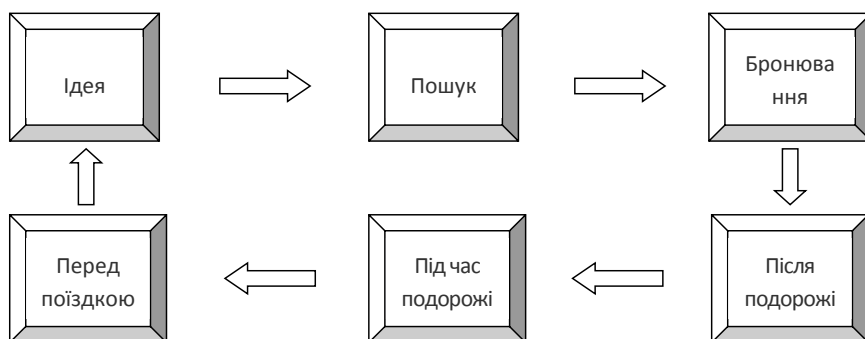 Ідея
Пошук
Бронюва
ння
Перед
поїздкою
Під час
подорожі
Після
подорожі